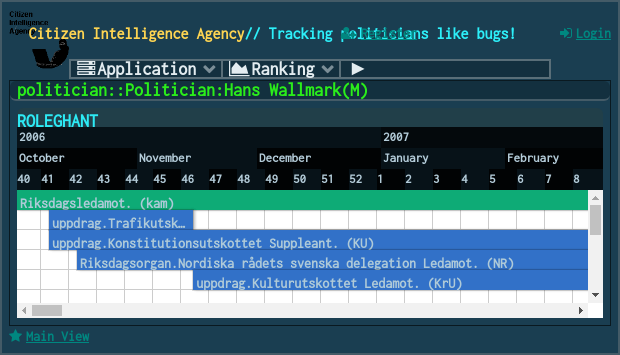 Citizen
Intelligence
Agency
Citizen Intelligence Agency// Tracking politicians like bugs!
Login
Application
Ranking
politician::Politician:Hans Wallmark(M)
ROLEGHANT
2006 2007
October November December January February
40 41 42 43 44 45 46 47 48 49 50 51 52 1 2 3 4 5 6 7 8
Riksdagsledamot. (kam)
uppdrag.Trafikutsk…
uppdrag.Konstitutionsutskottet Suppleant. (KU)
Riksdagsorgan.Nordiska rådets svenska delegation Ledamot. (NR)
uppdrag.Kulturutskottet Ledamot. (KrU)
Main View